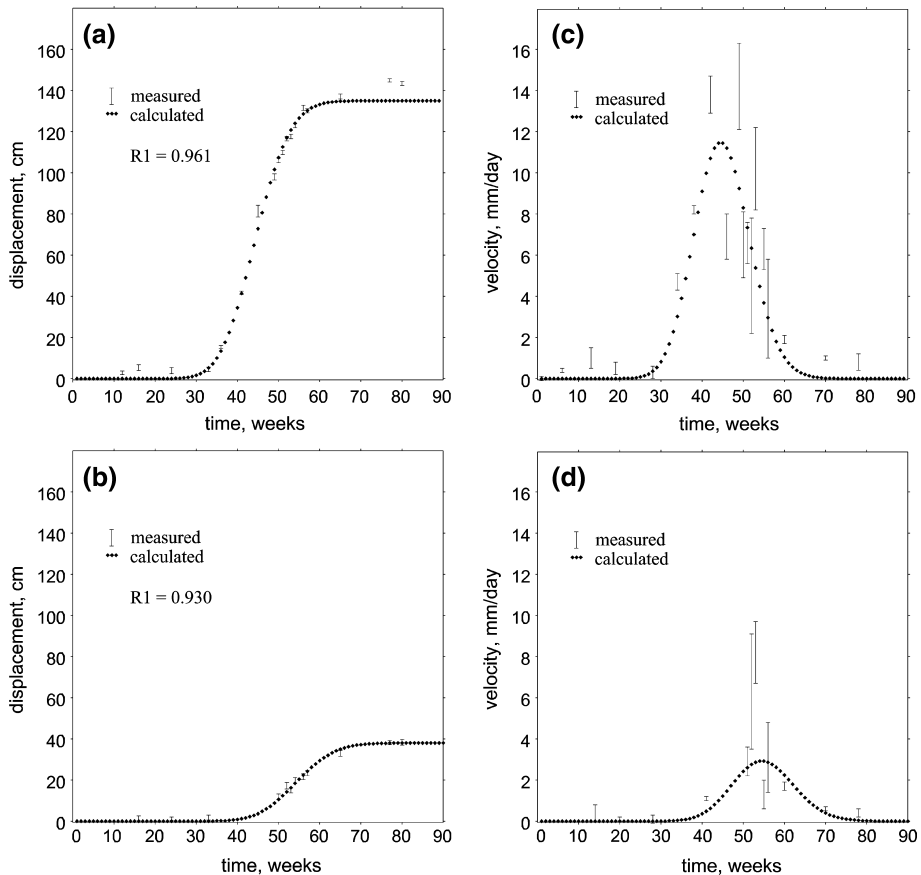 (a)
160
140
120
100
80
60
40
20
0
displacement, cm
measured
calculated
R1 = 0.961
0 10 20 30 40 50 60 70 80 90
time, weeks
(c)
16
14
12
10
8
6
4
2
0
velocity, mm/day
measured
calculated
0 10 20 30 40 50 60 70 80 90
time, weeks
(b)
160
140
120
100
80
60
40
20
0
displacement, cm
measured
calculated
R1 = 0.930
0 10 20 30 40 50 60 70 80 90
time, weeks
(d)
16
14
12
10
8
6
4
2
0
velocity, mm/day
measured
calculated
0 10 20 30 40 50 60 70 80 90
time, weeks